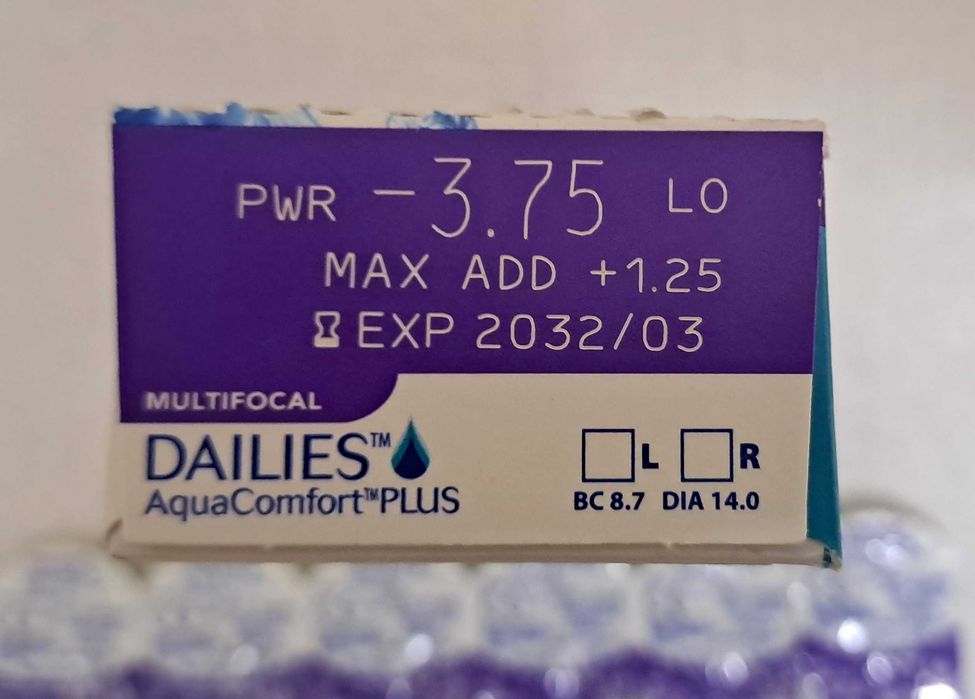 PWR -3.75 LO
MAX ADD +1.25
EXP 2032/03
MULTIFOCAL
DAILIES™
AquaComfort™PLUS
L R
BC 8.7 DIA 14.0